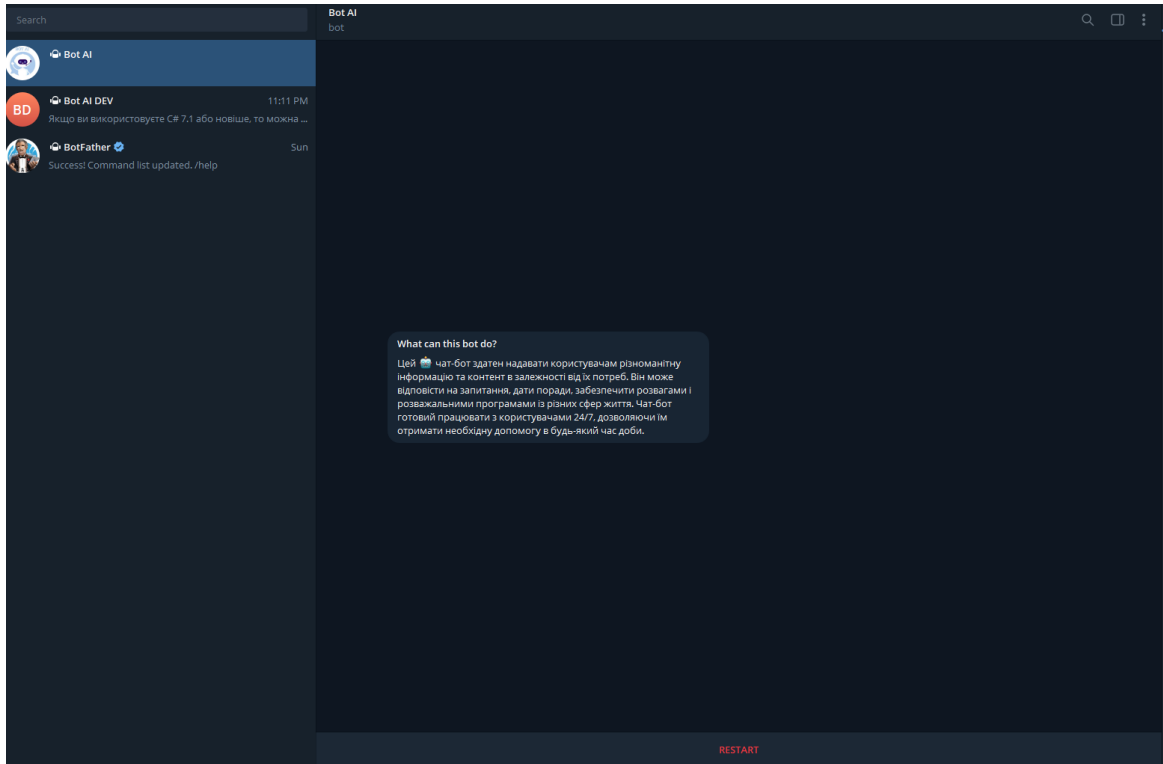 Search
Bot AI
bot
Bot AI
Bot AI DEV 11:11 PM
BD
Якщо ви використовуєте C# 7.1 або новіше, то можна ...
BotFather Sun
Success! Command list updated. /help
What can this bot do?
Цей 🤖 чат-бот здатен надавати користувачам різноманітну
інформацію та контент в залежності від їх потреб. Він може
відповісти на запитання, дати поради, забезпечити розвагами і
розважальними програмами із різних сфер життя. Чат-бот
готовий працювати з користувачами 24/7, дозволяючи їм
отримати необхідну допомогу в будь-який час доби.
RESTART